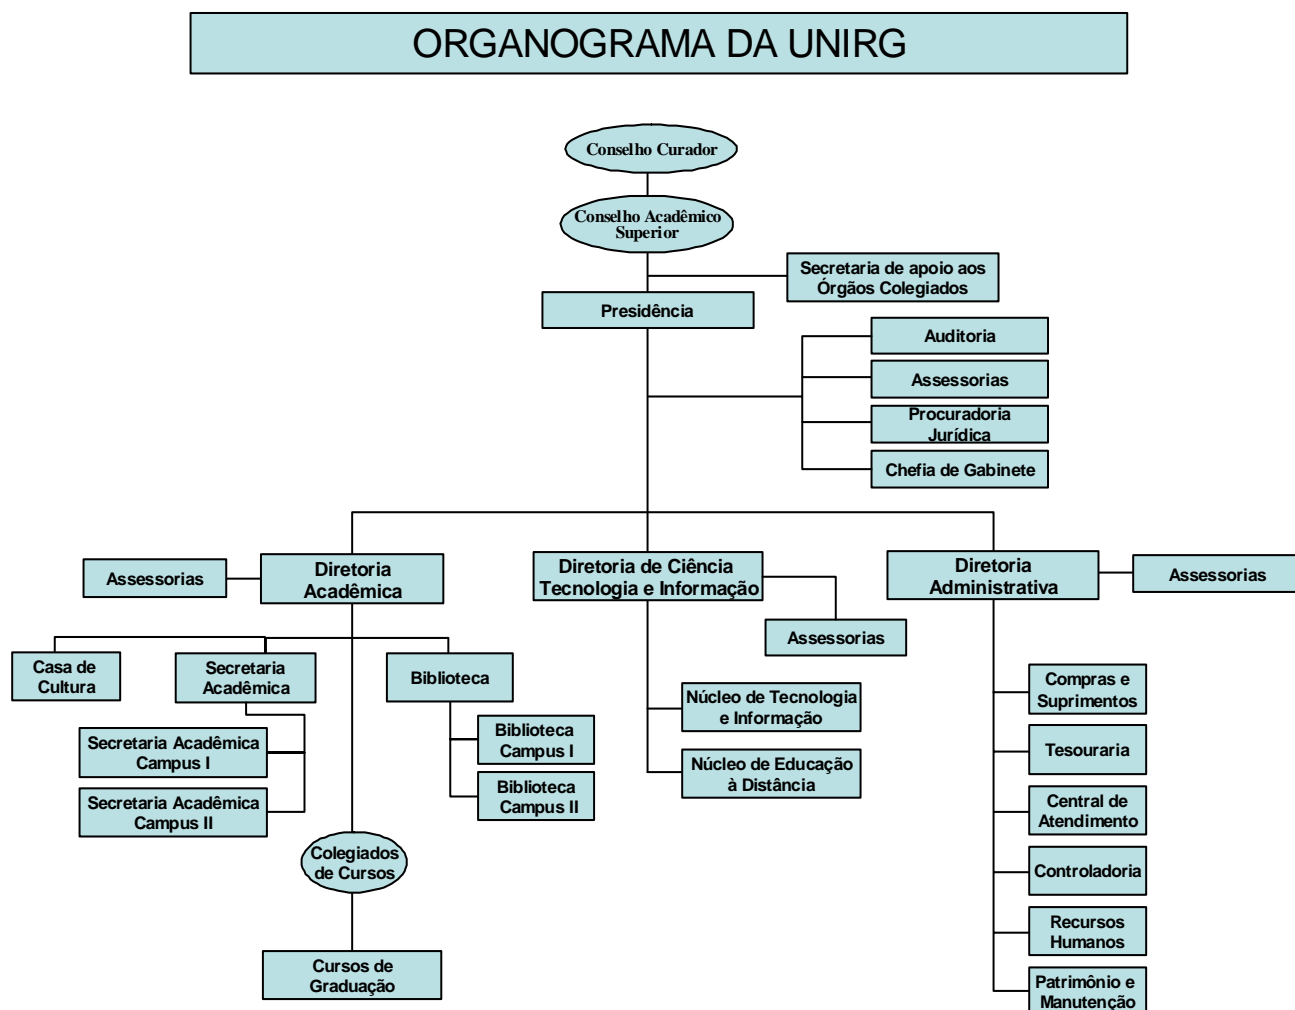 ORGANOGRAMA DA UNIRG
Conselho Curador
Conselho Acadêmico
Superior
Secretaria de apoio aos
Órgãos Colegiados
Presidência
Auditoria
Assessorias
Procuradoria
Jurídica
Chefia de Gabinete
Assessorias
Diretoria
Acadêmica
Diretoria de Ciência
Tecnologia e Informação
Diretoria
Administrativa
Assessorias
Assessorias
Casa de
Cultura
Secretaria
Acadêmica
Biblioteca
Secretaria Acadêmica
Campus I
Secretaria Acadêmica
Campus II
Biblioteca
Campus I
Biblioteca
Campus II
Colegiados
de Cursos
Cursos de
Graduação
Núcleo de Tecnologia
e Informação
Núcleo de Educação
à Distância
Compras e
Suprimentos
Tesouraria
Central de
Atendimento
Controladoria
Recursos
Humanos
Patrimônio e
Manutenção